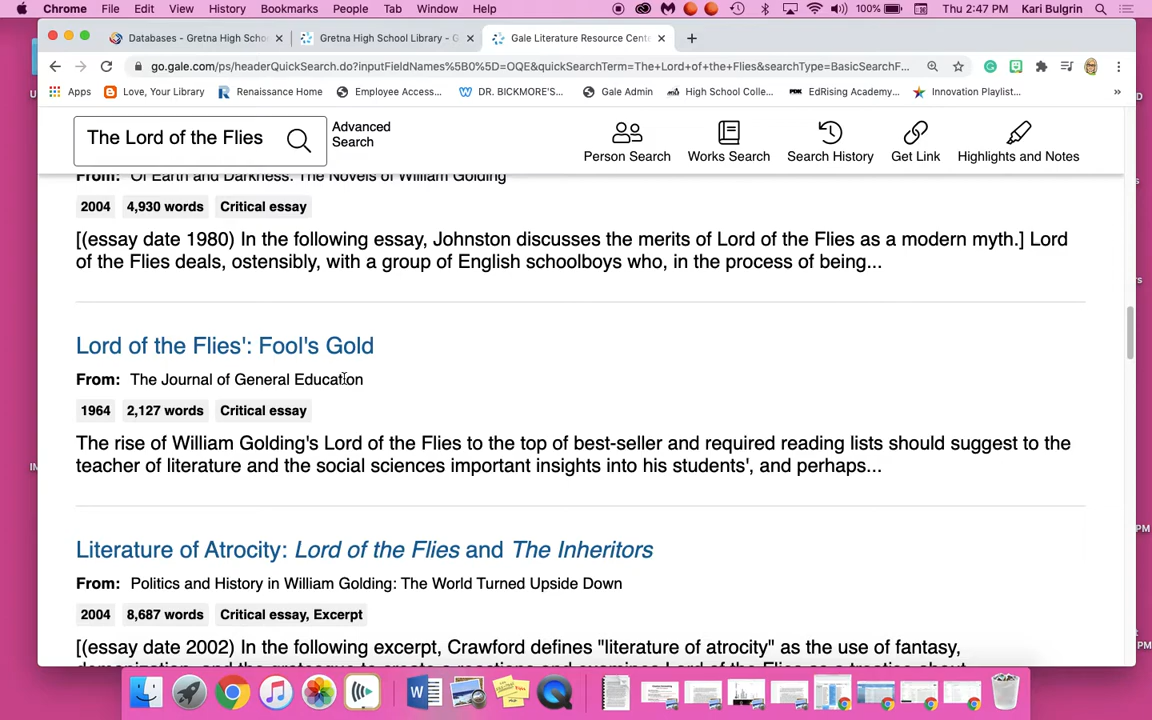 Chrome File Edit View History Bookmarks People Tab Window Help 100% Thu 2:47 PM Kari Bulgrin
Databases - Gretna High Scho Gretna High School Library - G Gale Literature Resource Cent
go.gale.com/ps/headerQuickSearch.do?inputFieldNames%5B0%5D=OQE&quickSearchTerm=The+Lord+of+the+Flies&searchType=BasicSearchF...
Apps Love, Your Library Renaissance Home Employee Access... DR. BICKMORE'S... Gale Admin High School Colle... EdRising Academy... Innovation Playlist... »
The Lord of the Flies
Advanced
Search
Person Search Works Search Search History Get Link Highlights and Notes
From: Of Earth and Darkness: The Novels of William Golding
2004 4,930 words Critical essay
[(essay date 1980) In the following essay, Johnston discusses the merits of Lord of the Flies as a modern myth.] Lord
of the Flies deals, ostensibly, with a group of English schoolboys who, in the process of being...
Lord of the Flies': Fool's Gold
From: The Journal of General Education
1964 2,127 words Critical essay
The rise of William Golding's Lord of the Flies to the top of best-seller and required reading lists should suggest to the
teacher of literature and the social sciences important insights into his students', and perhaps...
Literature of Atrocity: Lord of the Flies and The Inheritors
From: Politics and History in William Golding: The World Turned Upside Down
2004 8,687 words Critical essay, Excerpt
[(essay date 2002) In the following excerpt, Crawford defines "literature of atrocity" as the use of fantasy,